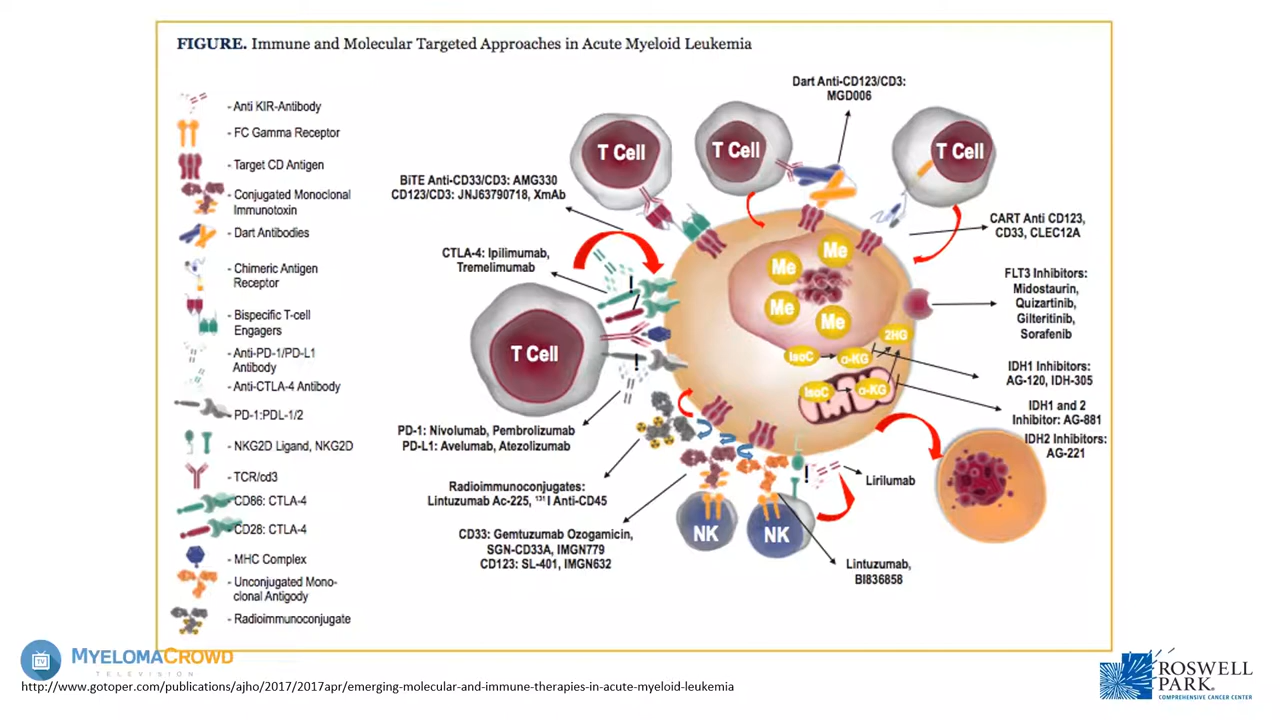 FIGURE. Immune and Molecular Targeted Approaches in Acute Myeloid Leukemia
- Anti KIR-Antibody
- FC Gamma Receptor
- Target CD Antigen
- Conjugated Monoclonal
Immunotoxin
- Dart Antibodies
- Chimeric Antigen
Receptor
- Bispecific T-cell
Engagers
- Anti-PD-1/PD-L1
Antibody
- Anti-CTLA-4 Antibody
- PD-1:PDL-1/2
- NKG2D Ligand, NKG2D
- TCR/cd3
- CD86: CTLA-4
- CD28: CTLA-4
- MHC Complex
- Unconjugated Mono-
clonal Antigody
- Radioimmunoconjugate
Dart Anti-CD123/CD3:
MGD006
T Cell
T Cell
T Cell
BiTE Anti-CD33/CD3: AMG330
CD123/CD3: JNJ63790718, XmAb
CART Anti CD123,
CD33, CLEC12A
CTLA-4: Ipilimumab,
Tremelimumab
!
T Cell
!
Me
Me
Me
Me
2HG
IsoC
α-KG
IsoC
α-KG
FLT3 Inhibitors:
Midostaurin,
Quizartinib,
Gilteritinib,
Sorafenib
IDH1 Inhibitors:
AG-120, IDH-305
IDH1 and 2
Inhibitor: AG-881
IDH2 Inhibitors:
AG-221
PD-1: Nivolumab, Pembrolizumab
PD-L1: Avelumab, Atezolizumab
Radioimmunoconjugates:
Lintuzumab Ac-225, ¹³¹I Anti-CD45
CD33: Gemtuzumab Ozogamicin,
SGN-CD33A, IMGN779
CD123: SL-401, IMGN632
!
Lirilumab
NK
NK
Lintuzumab,
BI836858
TV
MYELOMACROWD
TELEVISION
http://www.gotoper.com/publications/ajho/2017/2017apr/emerging-molecular-and-immune-therapies-in-acute-myeloid-leukemia
ROSWELL
PARK.
COMPREHENSIVE CANCER CENTER